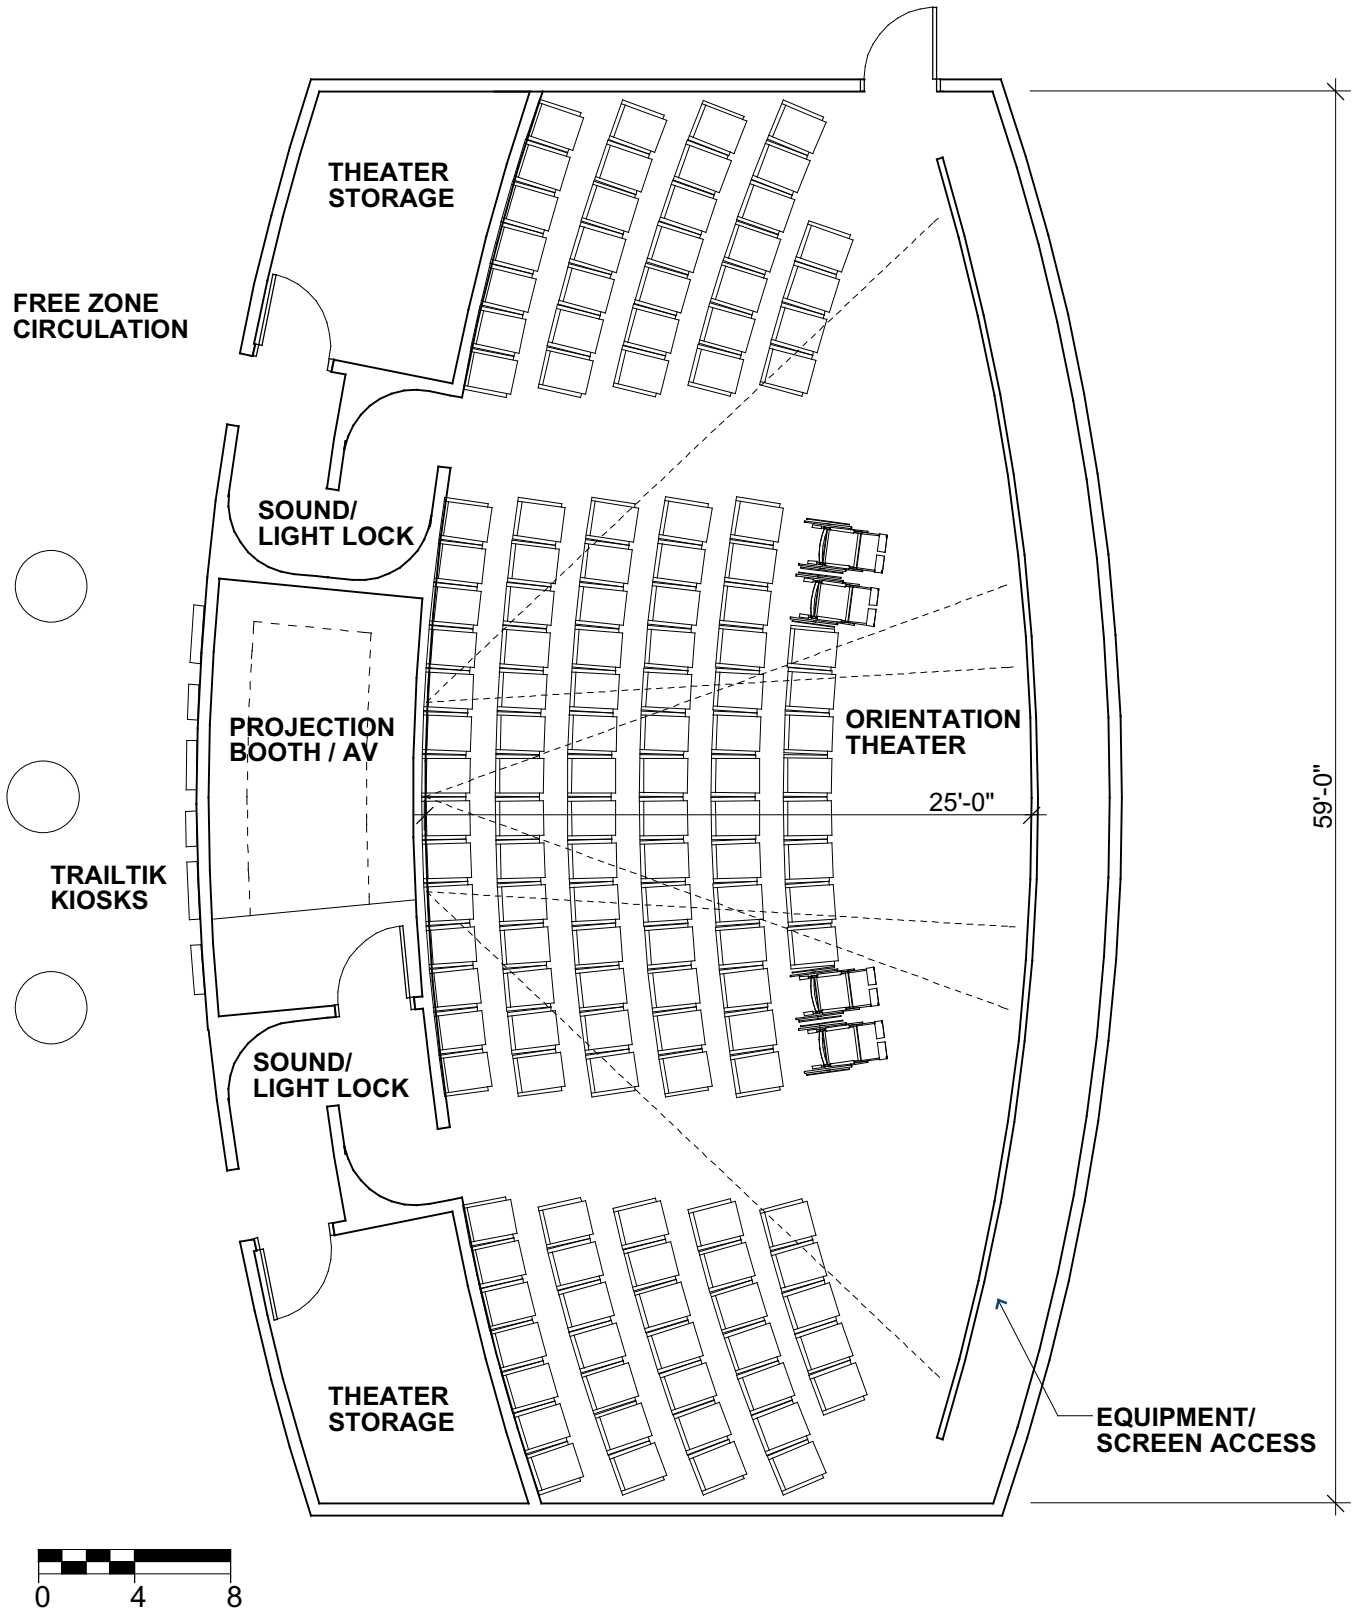 THEATER
STORAGE
FREE ZONE
CIRCULATION
SOUND/
LIGHT LOCK
PROJECTION
BOOTH / AV
ORIENTATION
THEATER
25'-0"
59'-0"
TRAILTIK
KIOSKS
SOUND/
LIGHT LOCK
THEATER
STORAGE
EQUIPMENT/
SCREEN ACCESS
0 4 8